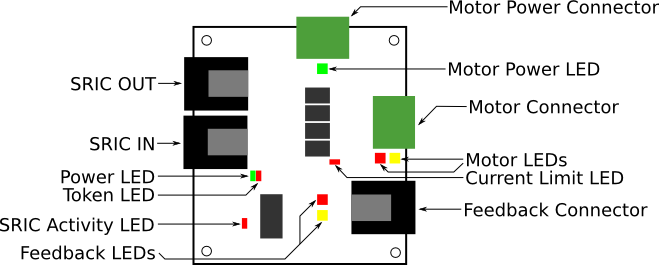 Motor Power Connector
Motor Power LED
SRIC OUT
Motor Connector
SRIC IN
Motor LEDs
Power LED
Current Limit LED
Token LED
Feedback Connector
SRIC Activity LED
Feedback LEDs